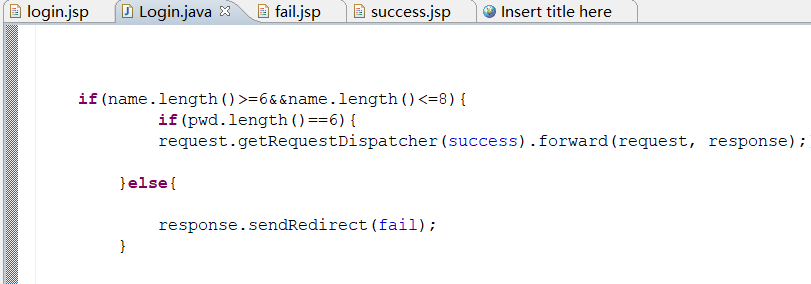 login.jsp Login.java fail.jsp success.jsp Insert title here
if(name.length()>=6&&name.length()<=8){
if(pwd.length()==6){
request.getRequestDispatcher(success).forward(request, response);
}else{
response.sendRedirect(fail);
}